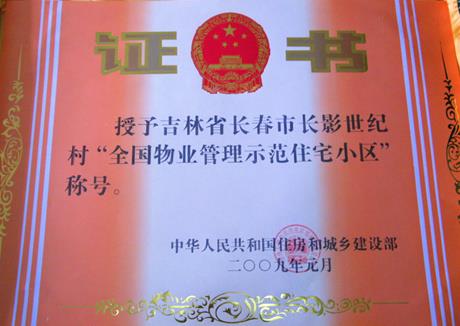 证书
授予吉林省长春市长影世纪
村“全国物业管理示范住宅小区”
称号。
中华人民共和国住房和城乡建设部
二〇〇九年元月